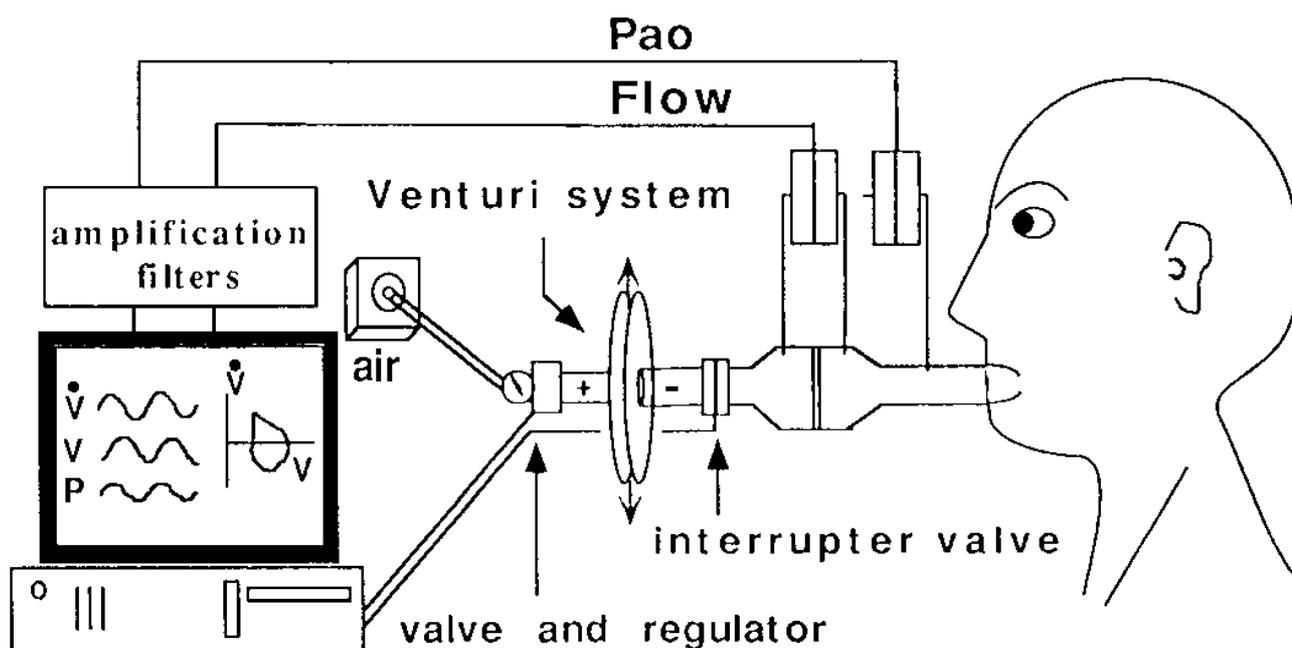 Pao
Flow
Venturi system
amplification
filters
air
+
-
V̇
V̇
V
V
P
interrupter valve
valve and regulator